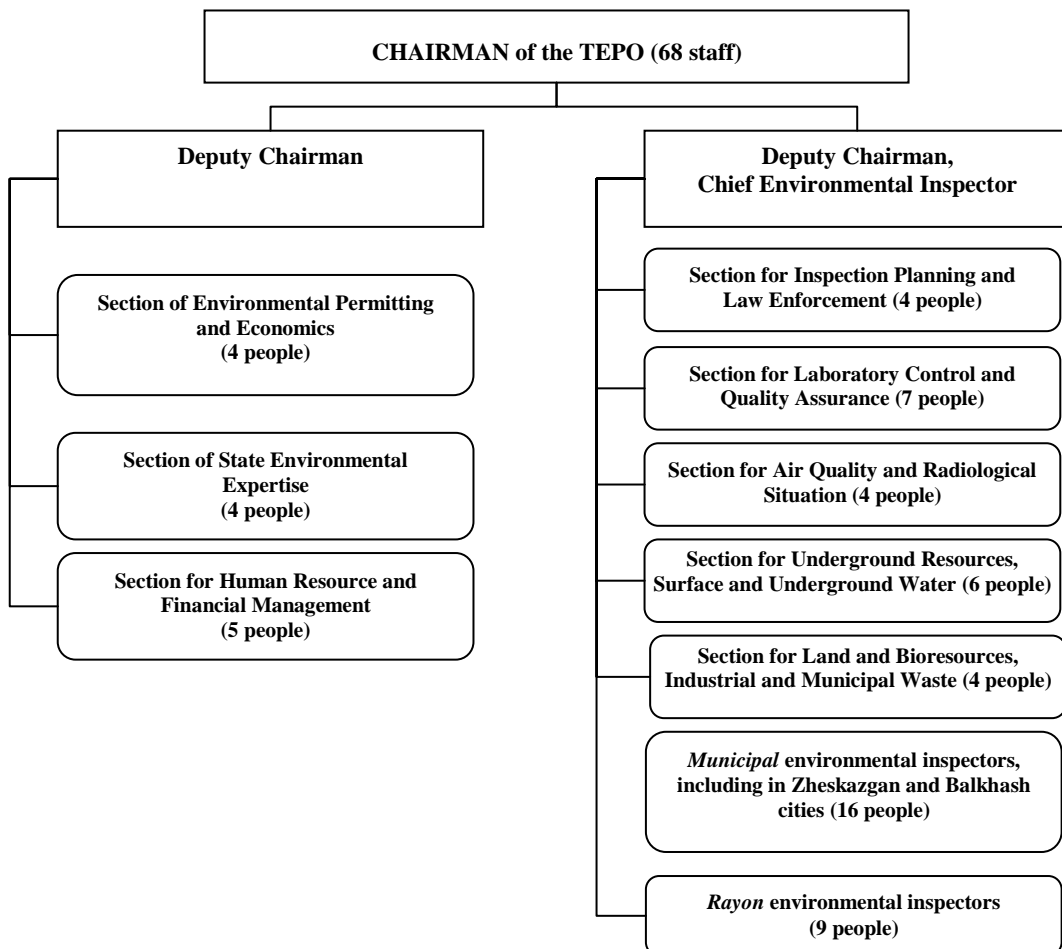 CHAIRMAN of the TEPO (68 staff)
Deputy Chairman
Section of Environmental Permitting
and Economics
(4 people)
Section of State Environmental
Expertise
(4 people)
Section for Human Resource and
Financial Management
(5 people)
Deputy Chairman,
Chief Environmental Inspector
Section for Inspection Planning and
Law Enforcement (4 people)
Section for Laboratory Control and
Quality Assurance (7 people)
Section for Air Quality and Radiological
Situation (4 people)
Section for Underground Resources,
Surface and Underground Water (6 people)
Section for Land and Bioresources,
Industrial and Municipal Waste (4 people)
Municipal environmental inspectors,
including in Zheskazgan and Balkhash
cities (16 people)
Rayon environmental inspectors
(9 people)